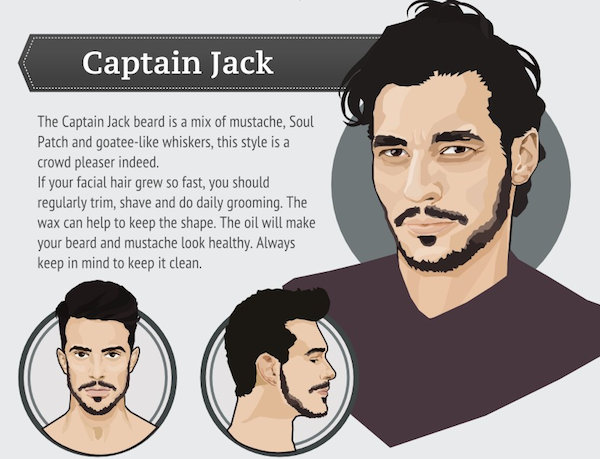 Captain Jack
The Captain Jack beard is a mix of mustache, Soul
Patch and goatee-like whiskers, this style is a
crowd pleaser indeed.
If your facial hair grew so fast, you should
regularly trim, shave and do daily grooming. The
wax can help to keep the shape. The oil will make
your beard and mustache look healthy. Always
keep in mind to keep it clean.